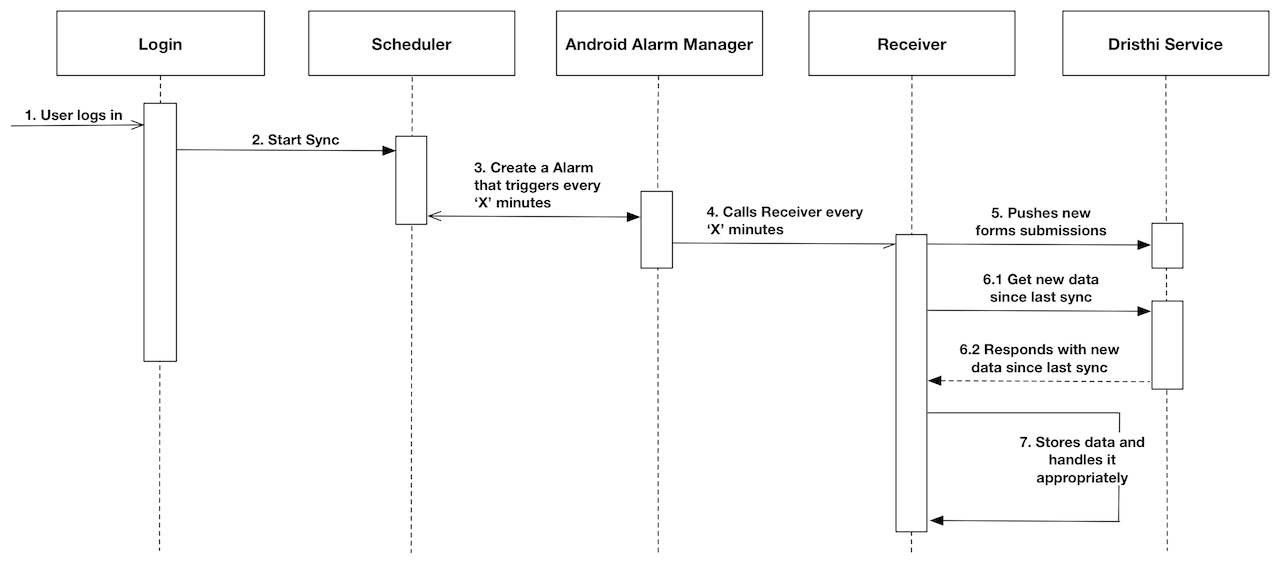 Login
Scheduler
Android Alarm Manager
Receiver
Dristhi Service
1. User logs in
2. Start Sync
3. Create a Alarm
that triggers every
‘X’ minutes
4. Calls Receiver every
‘X’ minutes
5. Pushes new
forms submissions
6.1 Get new data
since last sync
6.2 Responds with new
data since last sync
7. Stores data and
handles it
appropriately